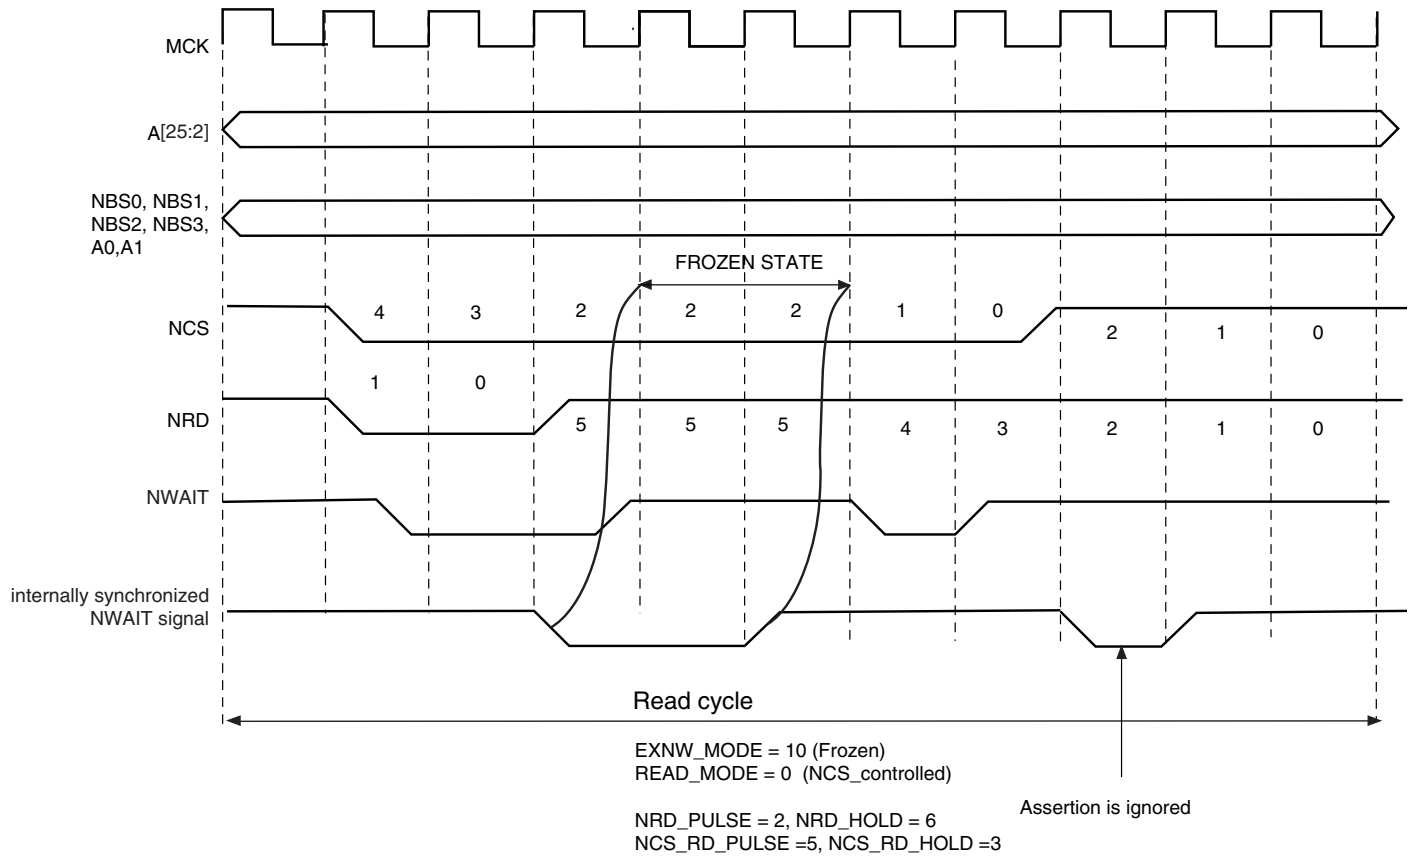 MCK
A[25:2]
NBS0, NBS1,
NBS2, NBS3,
A0,A1
FROZEN STATE
NCS
4 3 2 2 2 1 0
2 1 0
1 0
NRD
5 5 5 4 3 2 1 0
NWAIT
internally synchronized
NWAIT signal
Read cycle
EXNW_MODE = 10 (Frozen)
READ_MODE = 0 (NCS_controlled)
Assertion is ignored
NRD_PULSE = 2, NRD_HOLD = 6
NCS_RD_PULSE =5, NCS_RD_HOLD =3